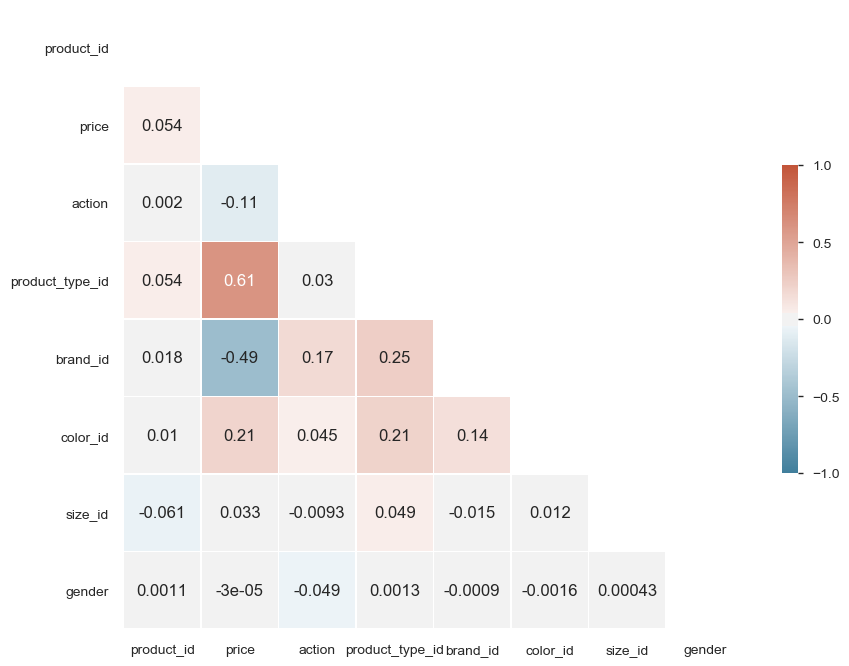 product_id
price 0.054
action 0.002 -0.11
1.0
product_type_id 0.054 0.61 0.03
0.5
0.0
brand_id 0.018 -0.49 0.17 0.25
−0.5
color_id 0.01 0.21 0.045 0.21 0.14
−1.0
size_id -0.061 0.033 -0.0093 0.049 -0.015 0.012
gender 0.0011 -3e-05 -0.049 0.0013 -0.0009 -0.0016 0.00043
product_id price action product_type_id brand_id color_id size_id gender